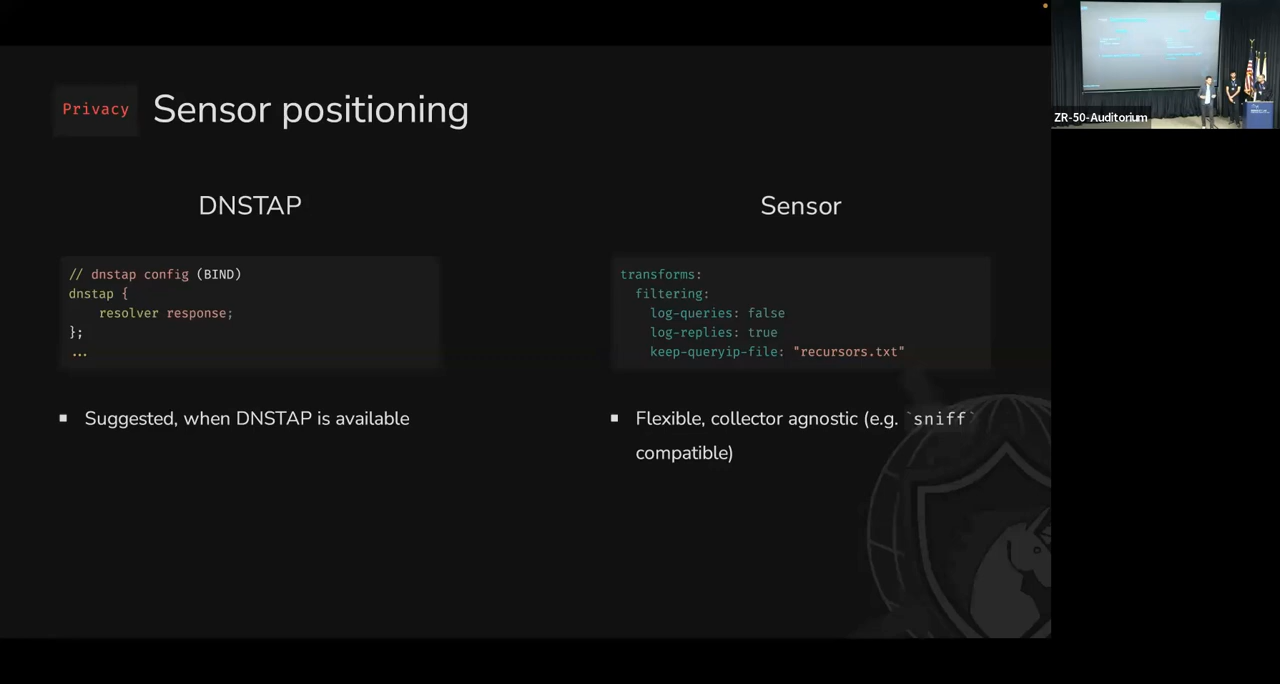 Privacy
Sensor positioning
DNSTAP
// dnstap config (BIND)
dnstap {
resolver response;
};
...
▪ Suggested, when DNSTAP is available
Sensor
transforms:
filtering:
log-queries: false
log-replies: true
keep-queryip-file: "recursors.txt"
▪ Flexible, collector agnostic (e.g. `sniff`
compatible)
ZR-50-Auditorium